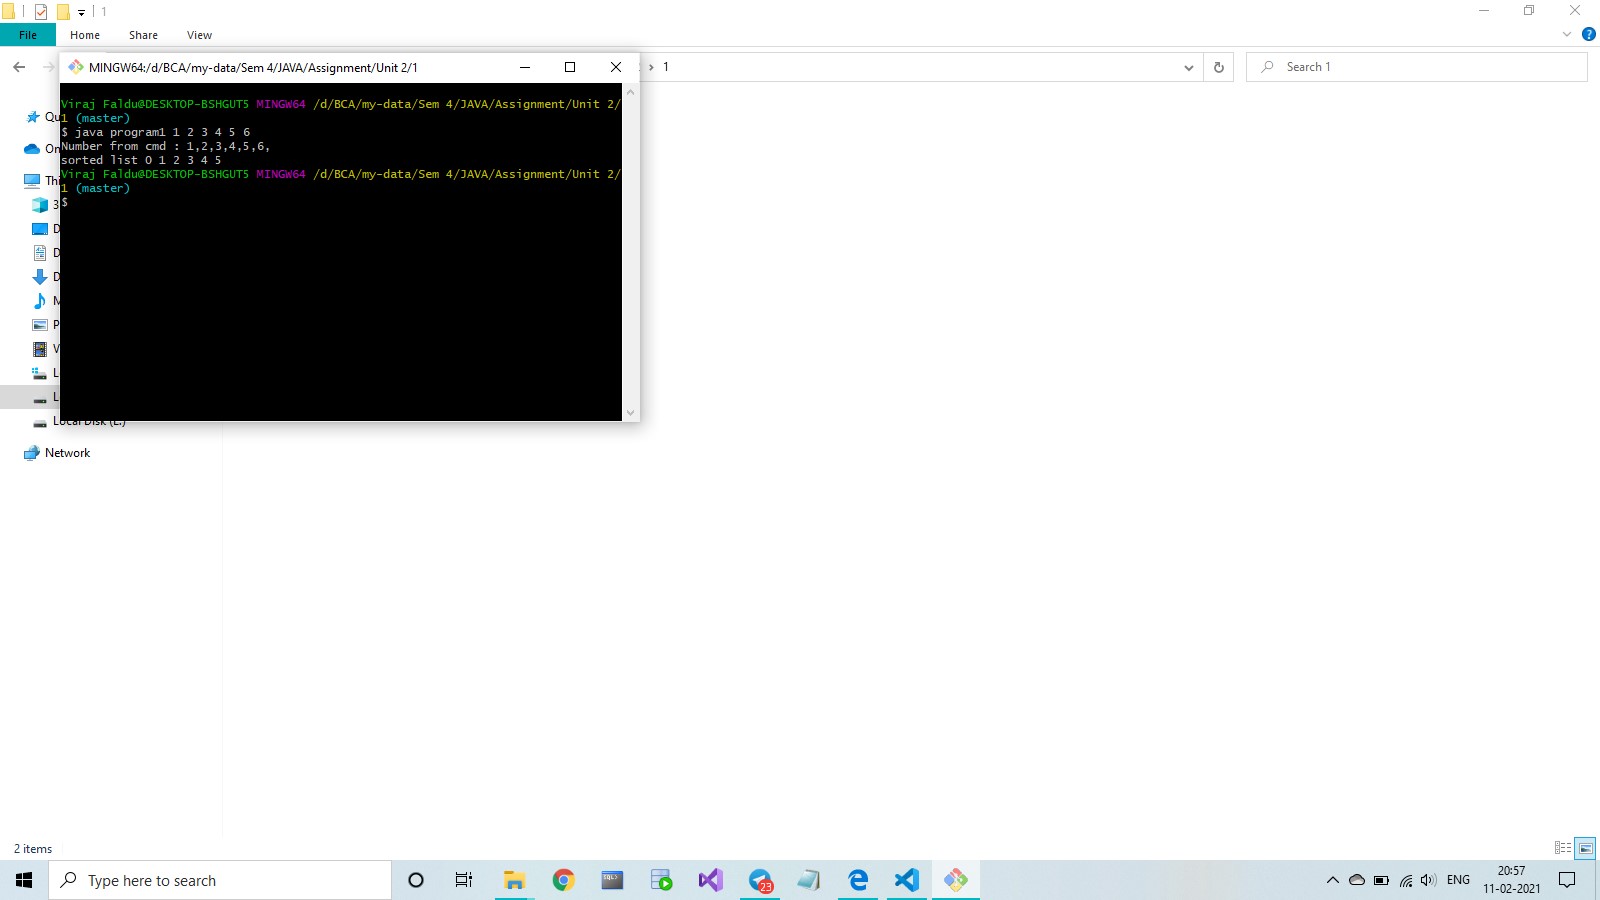 1
File
Home
Share
View
MINGW64:/d/BCA/my-data/Sem 4/JAVA/Assignment/Unit 2/1
1
Search 1
Viraj Faldu@DESKTOP-BSHGUT5 MINGW64 /d/BCA/my-data/Sem 4/JAVA/Assignment/Unit 2/
1 (master)
$ java program1 1 2 3 4 5 6
Number from cmd : 1,2,3,4,5,6,
sorted list 0 1 2 3 4 5
Viraj Faldu@DESKTOP-BSHGUT5 MINGW64 /d/BCA/my-data/Sem 4/JAVA/Assignment/Unit 2/
1 (master)
$
Local Disk (E:)
Network
2 items
Type here to search
SQL>
23
ENG
20:57
11-02-2021